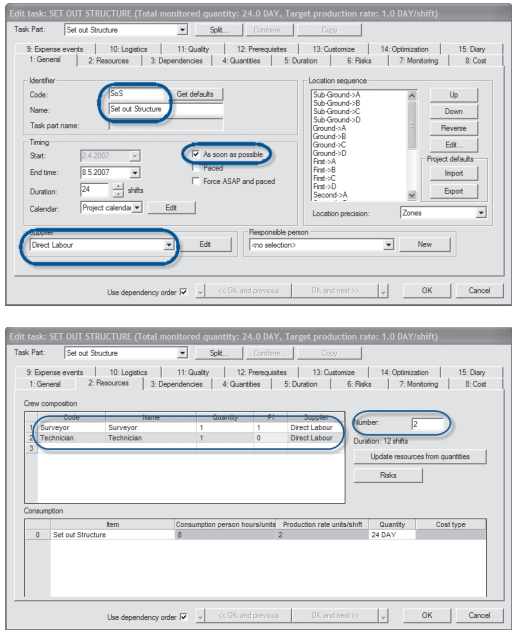 Edit task: SET OUT STRUCTURE (Total monitored quantity: 24.0 DAY, Target production rate: 1.0 DAY/shift)
Task Part: Set out Structure Split... Combine... Copy
9: Expense events 10: Logistics 11: Quality 12: Prerequisites 13: Customize 14: Optimization 15: Diary
1: General 2: Resources 3: Dependencies 4: Quantities 5: Duration 6: Risks 7: Monitoring 8: Cost
Identifier
Code: SoS Get defaults
Name: Set out Structure
Task part name:
Timing
Start: 2.4.2007 As soon as possible
End time: 8.5.2007 Paced
Duration: 24 shifts Force ASAP and paced
Calendar: Project calendar Edit
Location sequence
Sub-Ground->A
Sub-Ground->B
Sub-Ground->C
Sub-Ground->D
Ground->A
Ground->B
Ground->C
Ground->D
First->A
First->B
First->C
First->D
Second->A
Up
Down
Reverse
Edit...
Project defaults
Import
Export
Location precision: Zones
Supplier
Direct Labour Edit
Responsible person
<no selection> New
Use dependency order << OK and previous OK and next >> OK Cancel
Edit task: SET OUT STRUCTURE (Total monitored quantity: 24.0 DAY, Target production rate: 1.0 DAY/shift)
Task Part: Set out Structure Split... Combine... Copy
9: Expense events 10: Logistics 11: Quality 12: Prerequisites 13: Customize 14: Optimization 15: Diary
1: General 2: Resources 3: Dependencies 4: Quantities 5: Duration 6: Risks 7: Monitoring 8: Cost
Crew composition
Code Name Quantity Supplier
1 Surveyor Surveyor 1 1 Direct Labour
2 Technician Technician 1 0 Direct Labour
3
Number: 2
Duration: 12 shifts
Update resources from quantities
Risks
Consumption
Item Consumption person hours/units Production rate units/shift Quantity Cost type
0 Set out Structure 8 2 24 DAY
Use dependency order << OK and previous OK and next >> OK Cancel